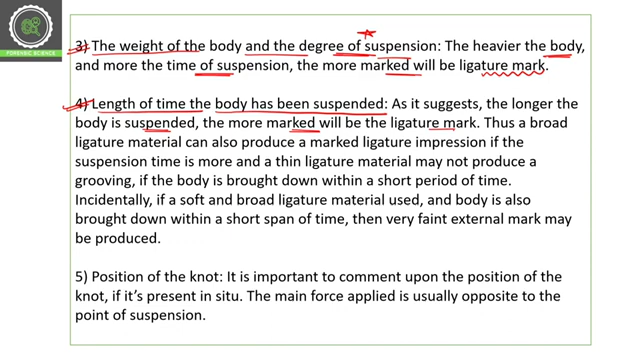 FORENSIC SCIENCE
3) The weight of the body and the degree of suspension: The heavier the body,
and more the time of suspension, the more marked will be ligature mark.
4) Length of time the body has been suspended: As it suggests, the longer the
body is suspended, the more marked will be the ligature mark. Thus a broad
ligature material can also produce a marked ligature impression if the
suspension time is more and a thin ligature material may not produce a
grooving, if the body is brought down within a short period of time.
Incidentally, if a soft and broad ligature material used, and body is also
brought down within a short span of time, then very faint external mark may
be produced.
5) Position of the knot: It is important to comment upon the position of the
knot, if it's present in situ. The main force applied is usually opposite to the
point of suspension.